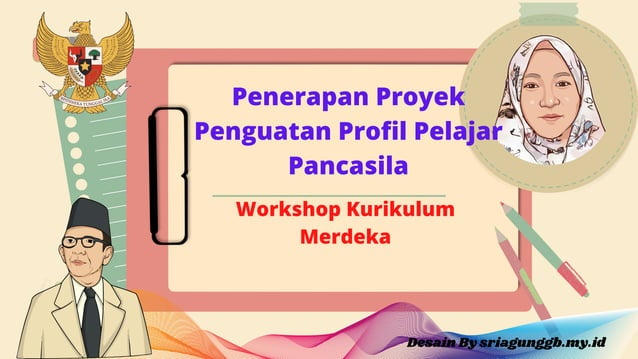 Penerapan Proyek
Penguatan Profil Pelajar
Pancasila
Workshop Kurikulum
Merdeka
Desain By sriagunggb.my.id